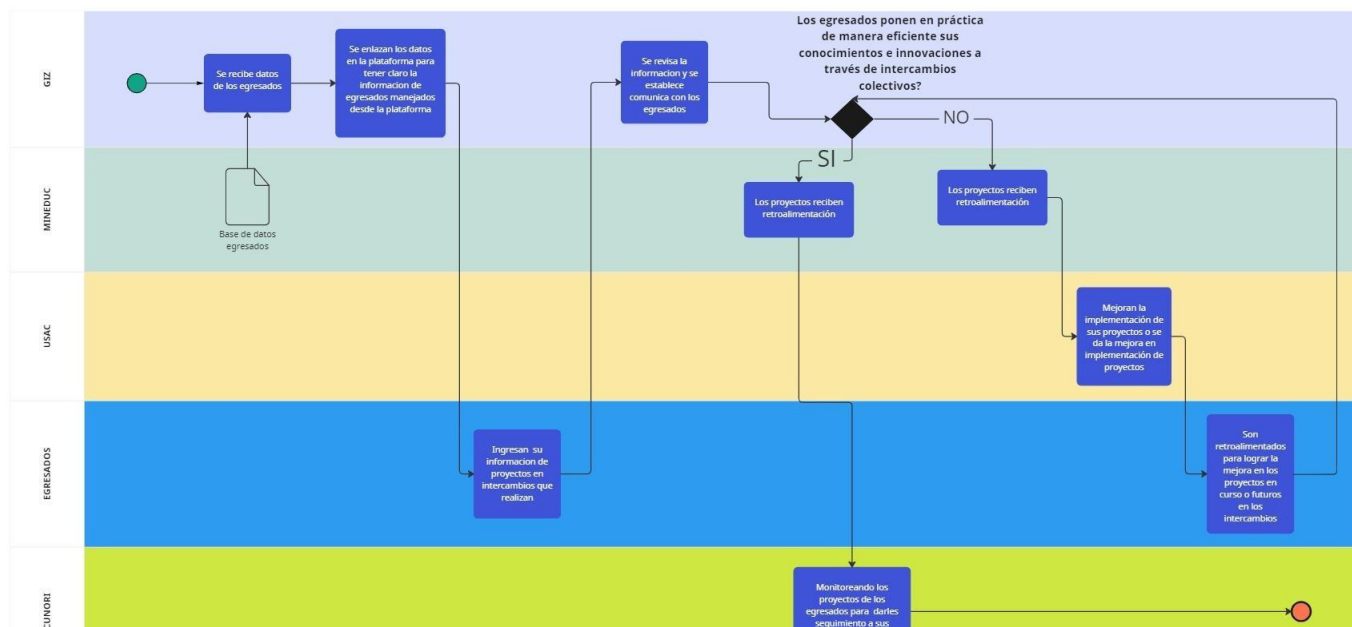 GIZ
Se recibe datos
de los egresados
Se enlazan los datos
en la plataforma para
tener claro la
informacion de
egresados manejados
desde la plataforma
Se revisa la
informacion y se
establece
comunica con los
egresados
Los egresados ponen en práctica
de manera eficiente sus
conocimientos e innovaciones a
través de intercambios
colectivos?
NO
SI
MINEDUC
Base de datos
egresados
Los proyectos reciben
retroalimentación
Los proyectos reciben
retroalimentación
USAC
Mejoran la
implementación de
sus proyectos o se
da la mejora en
implementación de
proyectos
EGRESADOS
Ingresan su
informacion de
proyectos en
intercambios que
realizan
Son
retroalimentados
para lograr la
mejora en los
proyectos en
curso o futuros
en los
intercambios
CUNORI
Monitoreando los
proyectos de los
egresados para darles
seguimiento a sus